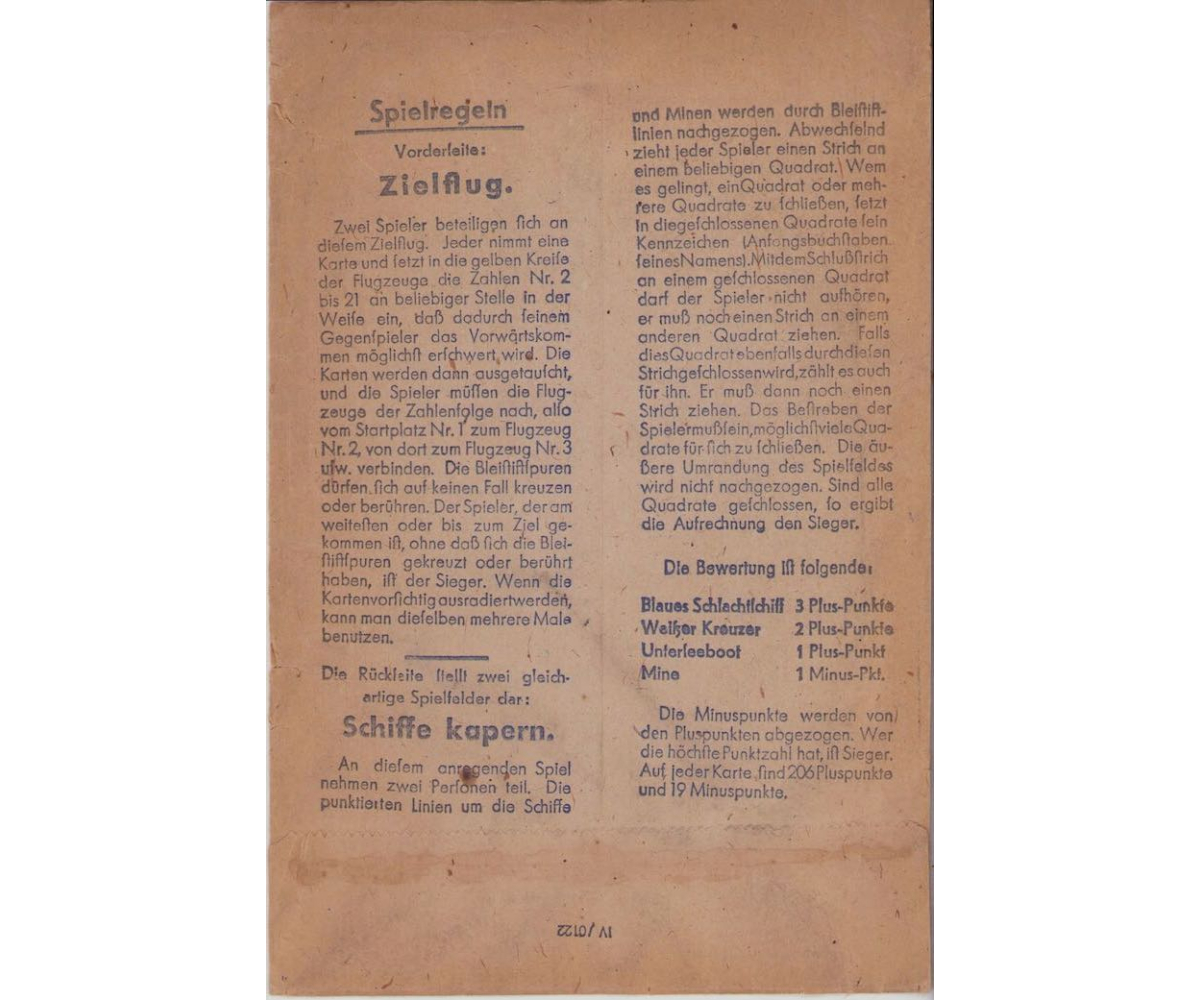 Spielregeln
Vorderſeite:
Zielflug.
Zwei Spieler beteiligen ſich an
dieſem Zielflug. Jeder nimmt eine
Karte und ſetzt in die gelben Kreiſe
der Flugzeuge die Zahlen Nr. 2
bis 21 an beliebiger Stelle in der
Weiſe ein, daß dadurch ſeinem
Gegenſpieler das Vorwärtskom-
men möglichſt erſchwert wird. Die
Karten werden dann ausgetauſcht,
und die Spieler müſſen die Flug-
zeuge der Zahlenfolge nach, alſo
vom Startplatz Nr. 1 zum Flugzeug
Nr. 2, von dort zum Flugzeug Nr. 3
uſw. verbinden. Die Bleiſtiftſpuren
dürfen ſich auf keinen Fall kreuzen
oder berühren. Der Spieler, der am
weiteſten oder bis zum Ziel ge-
kommen iſt, ohne daß ſich die Blei-
ſtiftſpuren gekreuzt oder berührt
haben, iſt der Sieger. Wenn die
Karten vorſichtig ausradiert werden,
kann man dieſelben mehrere Male
benutzen.
Die Rückſeite ſtellt zwei gleich-
artige Spielfelder dar:
Schiffe kapern.
An dieſem anregenden Spiel
nehmen zwei Perſonen teil. Die
punktierten Linien um die Schiffe
und Minen werden durch Bleiſtift-
linien nachgezogen. Abwechſelnd
zieht jeder Spieler einen Strich an
einem beliebigen Quadrat. Wem
es gelingt, ein Quadrat oder meh-
rere Quadrate zu ſchließen, ſetzt
in die geſchloſſenen Quadrate ſein
Kennzeichen (Anfangsbuchſtaben
ſeines Namens). Mit dem Schlußſtrich
an einem geſchloſſenen Quadrat
darf der Spieler nicht aufhören,
er muß noch einen Strich an einem
anderen Quadrat ziehen. Falls
dies Quadrat ebenfalls durch dieſen
Strich geſchloſſen wird, zählt es auch
für ihn. Er muß dann noch einen
Strich ziehen. Das Beſtreben der
Spieler muß ſein, möglichſt viele Qua-
drate für ſich zu ſchließen. Die äu-
ßere Umrandung des Spielfeldes
wird nicht nachgezogen. Sind alle
Quadrate geſchloſſen, ſo ergibt
die Aufrechnung den Sieger.
Die Bewertung iſt folgende:
Blaues Schlachtſchiff 3 Plus-Punkte
Weißer Kreuzer 2 Plus-Punkte
Unterſeeboot 1 Plus-Punkt
Mine 1 Minus-Pkt.
Die Minuspunkte werden von
den Pluspunkten abgezogen. Wer
die höchſte Punktzahl hat, iſt Sieger.
Auf jeder Karte ſind 206 Pluspunkte
und 19 Minuspunkte.
IV/0122